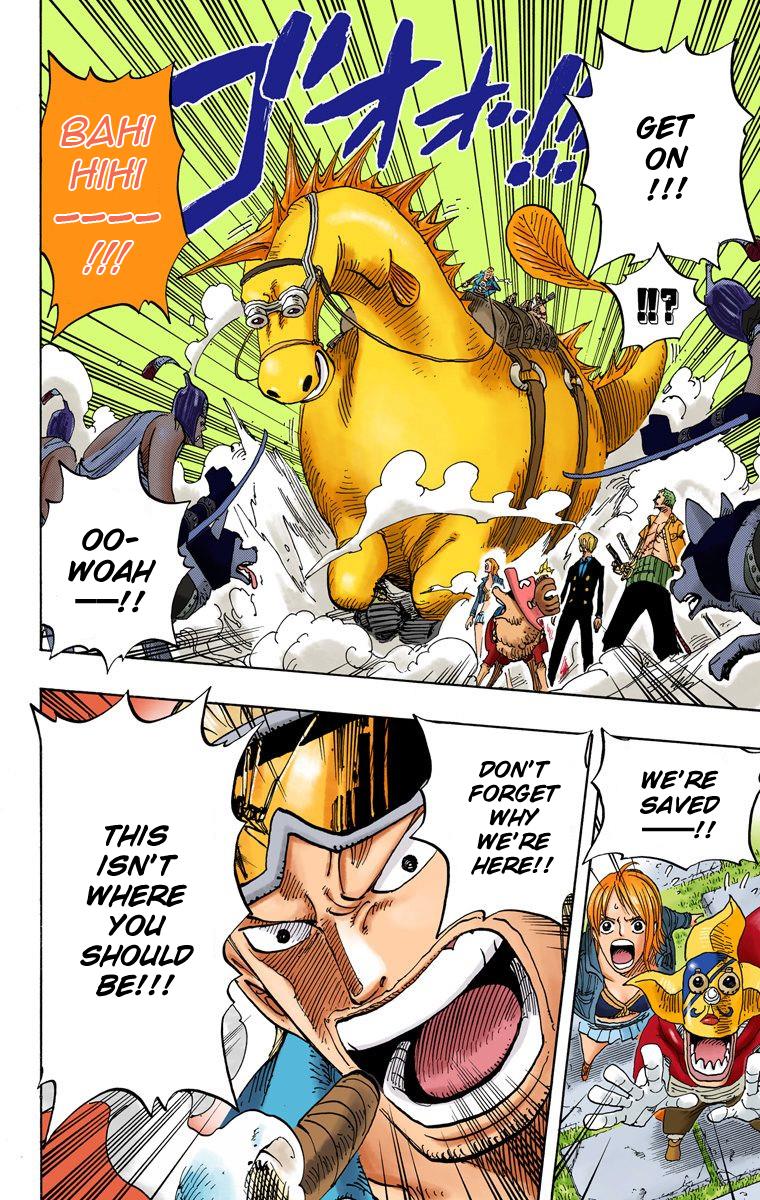 GET
ON
!!!
!!?
ゴオオッ!!
BAHI
HIHI
————
!!!
OO-
WOAH
——!!
WE'RE
SAVED
——!!
DON'T
FORGET
WHY
WE'RE
HERE!!
THIS
ISN'T
WHERE
YOU
SHOULD
BE!!!